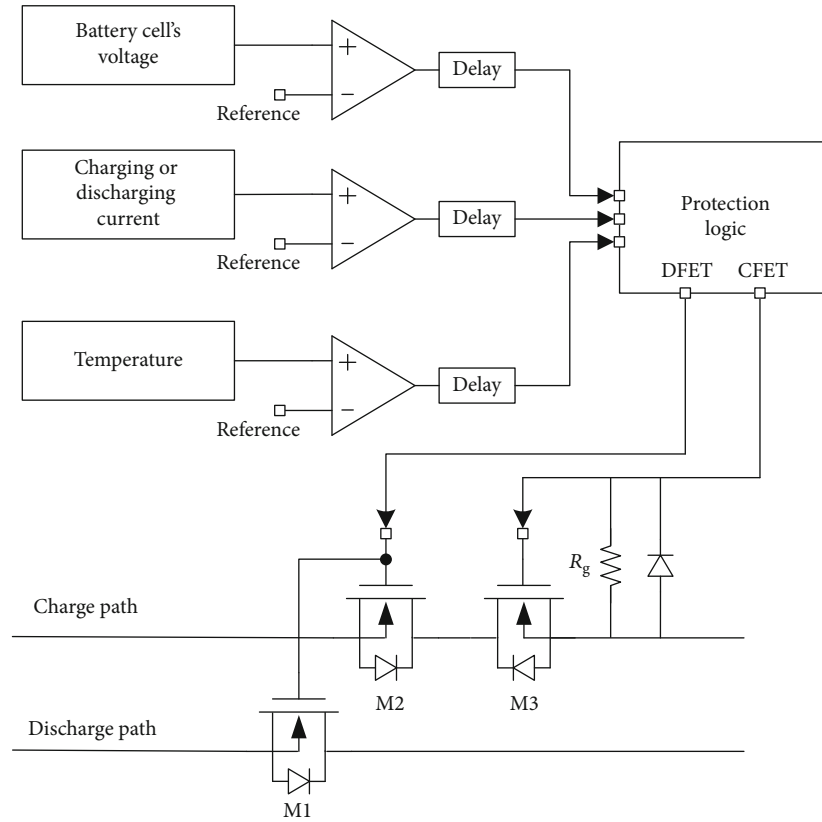 Battery cell's
voltage
+
−
Reference
Delay
Charging or
discharging
current
+
−
Reference
Delay
Protection
logic
DFET CFET
Temperature
+
−
Reference
Delay
Rg
Charge path
M2
M3
Discharge path
M1